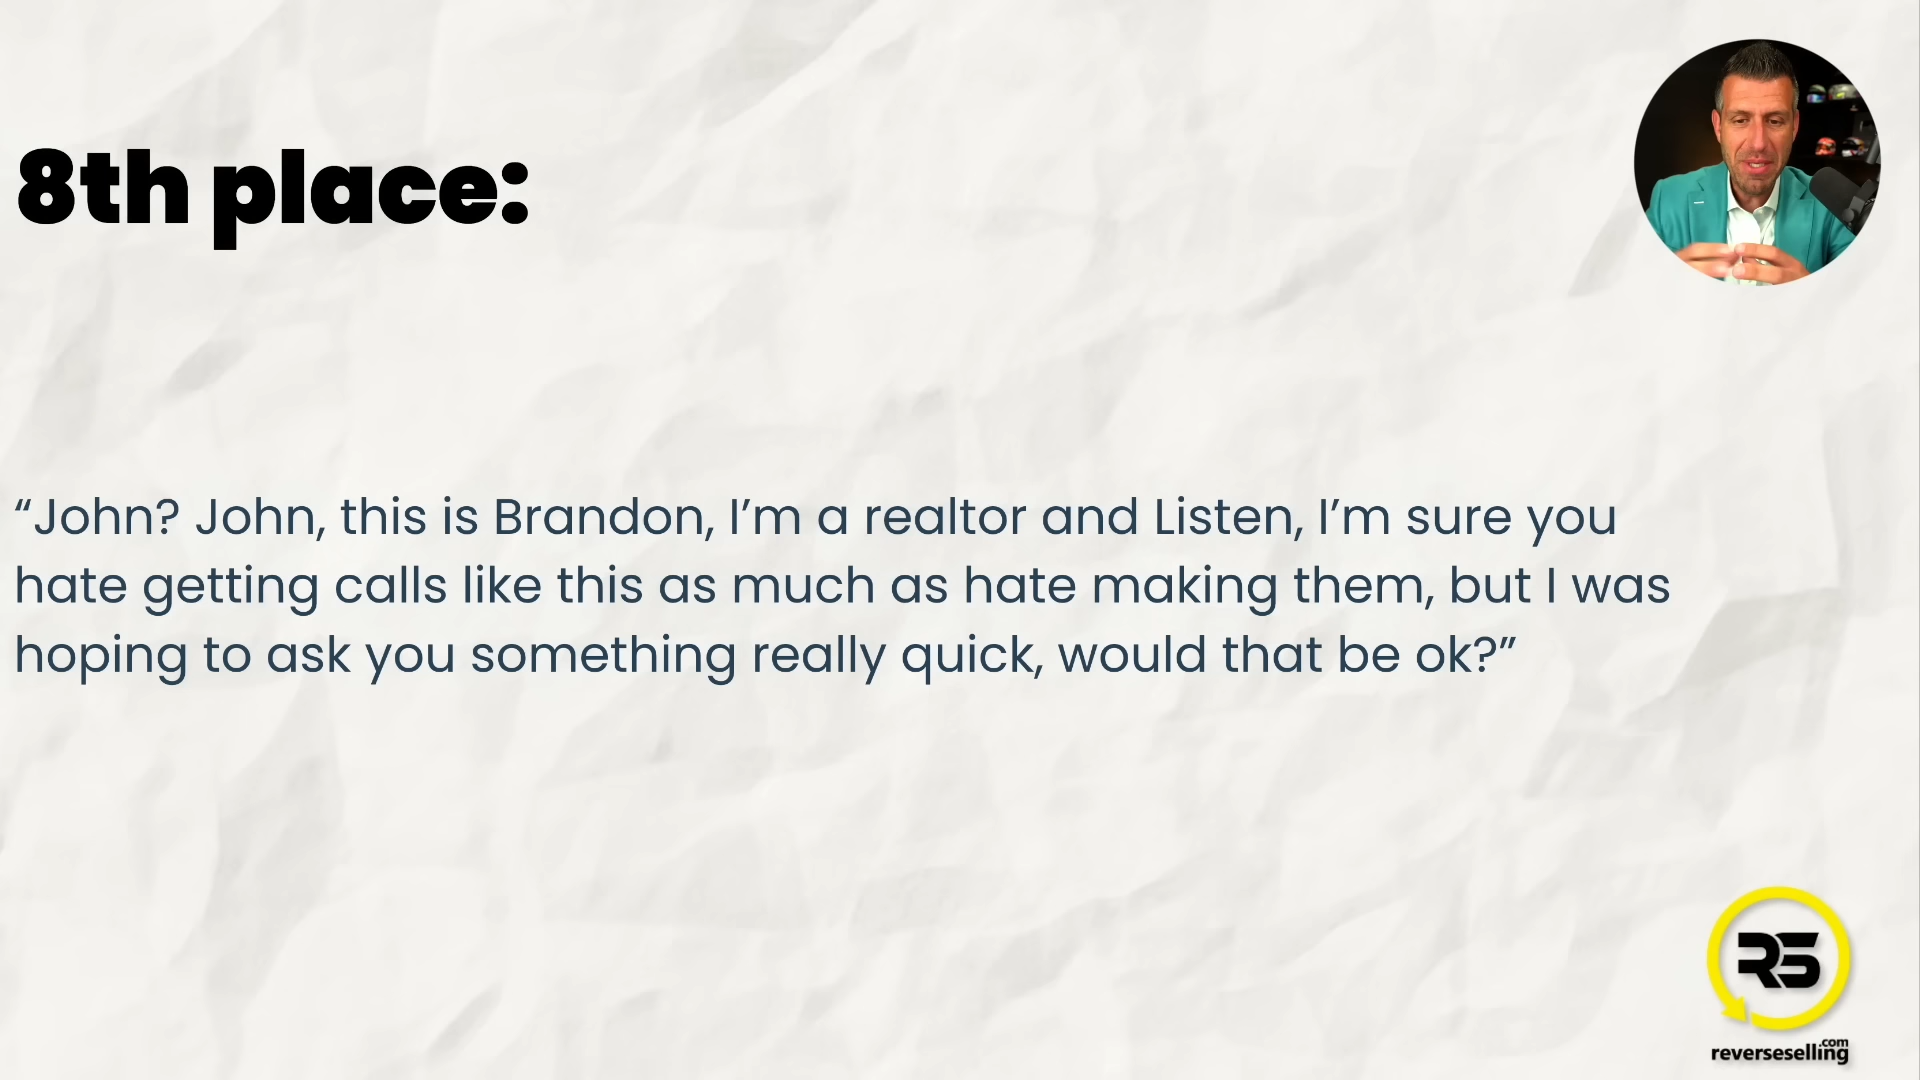 8th place:
“John? John, this is Brandon, I’m a realtor and Listen, I’m sure you
hate getting calls like this as much as hate making them, but I was
hoping to ask you something really quick, would that be ok?”
RS
reverseselling.com